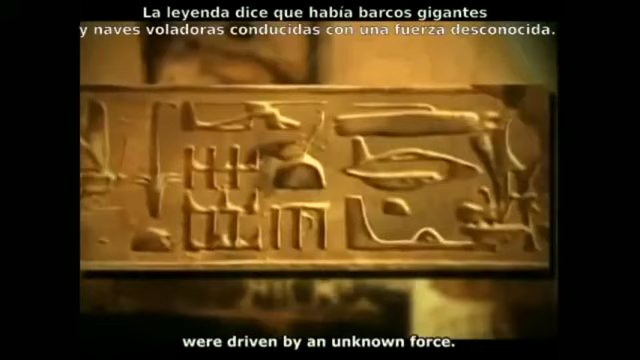 La leyenda dice que había barcos gigantes
y naves voladoras conducidas con una fuerza desconocida.
were driven by an unknown force.